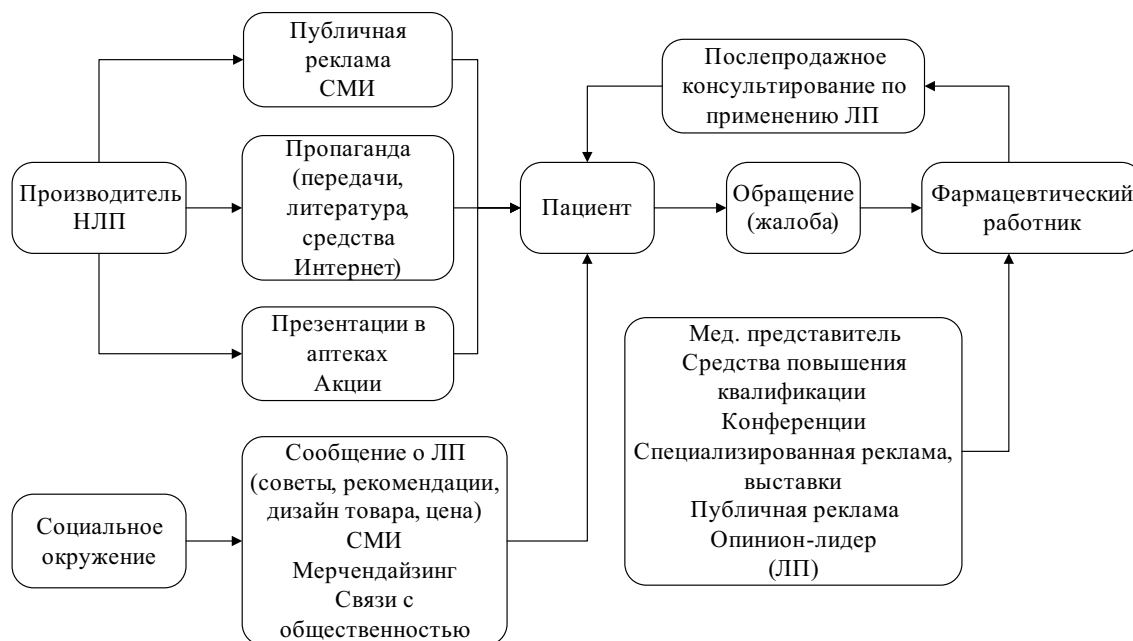 Публичная
реклама
СМИ
Послепродажное
консультирование по
применению ЛП
Производитель
НЛП
Пропаганда
(передачи,
литература,
средства
Интернет)
Пациент
Обращение
(жалоба)
Фармацевтический
работник
Презентации в
аптеках
Акции
Мед. представитель
Средства повышения
квалификации
Конференции
Специализированная реклама,
выставки
Публичная реклама
Опинион-лидер
(ЛП)
Социальное
окружение
Сообщение о ЛП
(советы, рекомендации,
дизайн товара, цена)
СМИ
Мерчендайзинг
Связи с
общественностью